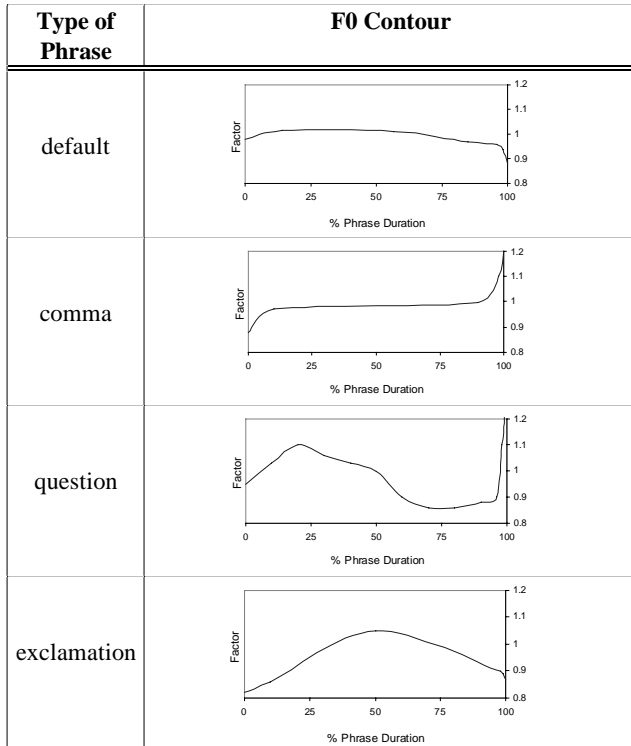 Type of Phrase F0 Contour
default
Factor
1.2
1.1
1
0.9
0.8
0 25 50 75 100
% Phrase Duration
comma
Factor
1.2
1.1
1
0.9
0.8
0 25 50 75 100
% Phrase Duration
question
Factor
1.2
1.1
1
0.9
0.8
0 25 50 75 100
% Phrase Duration
exclamation
Factor
1.2
1.1
1
0.9
0.8
0 25 50 75 100
% Phrase Duration